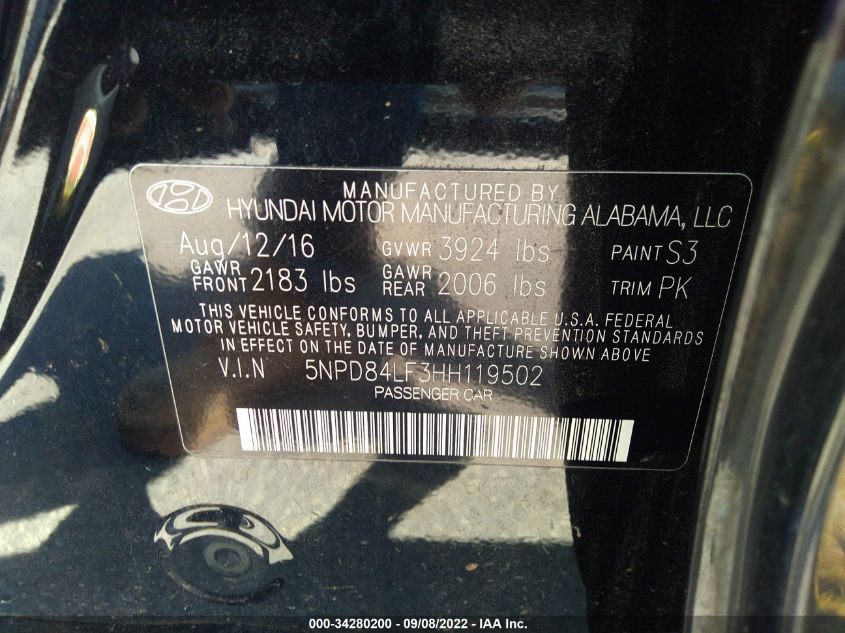 MANUFACTURED BY
HYUNDAI MOTOR MANUFACTURING ALABAMA, LLC
Aug/12/16 GVWR 3924 lbs PAINT S3
GAWR FRONT 2183 lbs GAWR REAR 2006 lbs TRIM PK
THIS VEHICLE CONFORMS TO ALL APPLICABLE U.S.A. FEDERAL
MOTOR VEHICLE SAFETY, BUMPER, AND THEFT PREVENTION STANDARDS
IN EFFECT ON THE DATE OF MANUFACTURE SHOWN ABOVE
V.I.N 5NPD84LF3HH119502
PASSENGER CAR
000-34280200 - 09/08/2022 - IAA Inc.